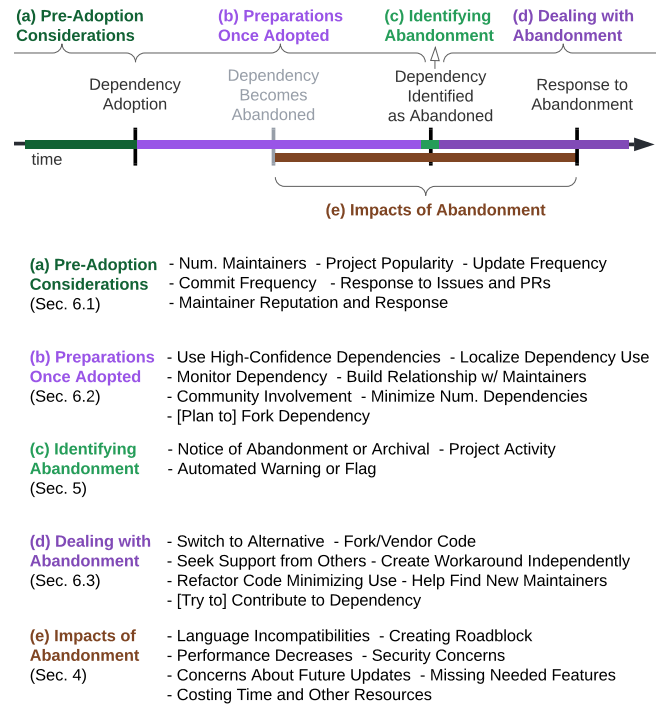 (a) Pre-Adoption
Considerations
(b) Preparations
Once Adopted
(c) Identifying
Abandonment
(d) Dealing with
Abandonment
Dependency
Adoption
Dependency
Becomes
Abandoned
Dependency
Identified
as Abandoned
Response to
Abandonment
time
(e) Impacts of Abandonment
(a) Pre-Adoption - Num. Maintainers - Project Popularity - Update Frequency
Considerations - Commit Frequency - Response to Issues and PRs
(Sec. 6.1) - Maintainer Reputation and Response
(b) Preparations - Use High-Confidence Dependencies - Localize Dependency Use
Once Adopted - Monitor Dependency - Build Relationship w/ Maintainers
(Sec. 6.2) - Community Involvement - Minimize Num. Dependencies
- [Plan to] Fork Dependency
(c) Identifying - Notice of Abandonment or Archival - Project Activity
Abandonment - Automated Warning or Flag
(Sec. 5)
(d) Dealing with - Switch to Alternative - Fork/Vendor Code
Abandonment - Seek Support from Others - Create Workaround Independently
(Sec. 6.3) - Refactor Code Minimizing Use - Help Find New Maintainers
- [Try to] Contribute to Dependency
(e) Impacts of - Language Incompatibilities - Creating Roadblock
Abandonment - Performance Decreases - Security Concerns
(Sec. 4) - Concerns About Future Updates - Missing Needed Features
- Costing Time and Other Resources